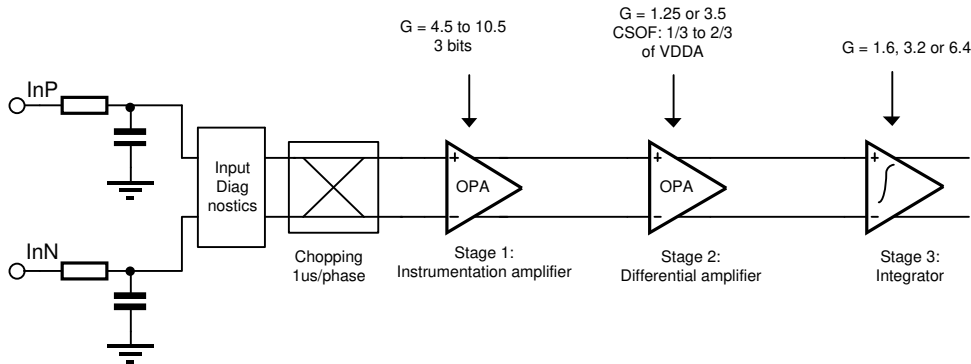 G = 4.5 to 10.5
3 bits
G = 1.25 or 3.5
CSOF: 1/3 to 2/3
of VDDA
G = 1.6, 3.2 or 6.4
InP
Input
Diag
nostics
+
OPA
−
+
OPA
−
+
−
InN
Chopping
1us/phase
Stage 1:
Instrumentation amplifier
Stage 2:
Differential amplifier
Stage 3:
Integrator